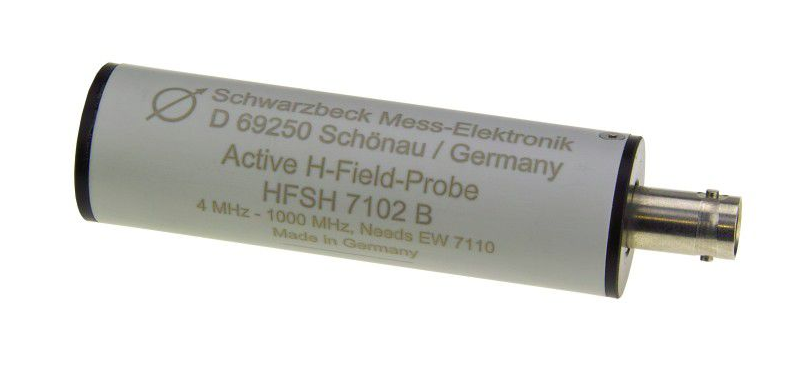 Schwarzbeck Mess-Elektronik
D 69250 Schönau / Germany
Active H-Field-Probe
HFSH 7102 B
4 MHz - 1000 MHz, Needs EW 7110
Made in Germany